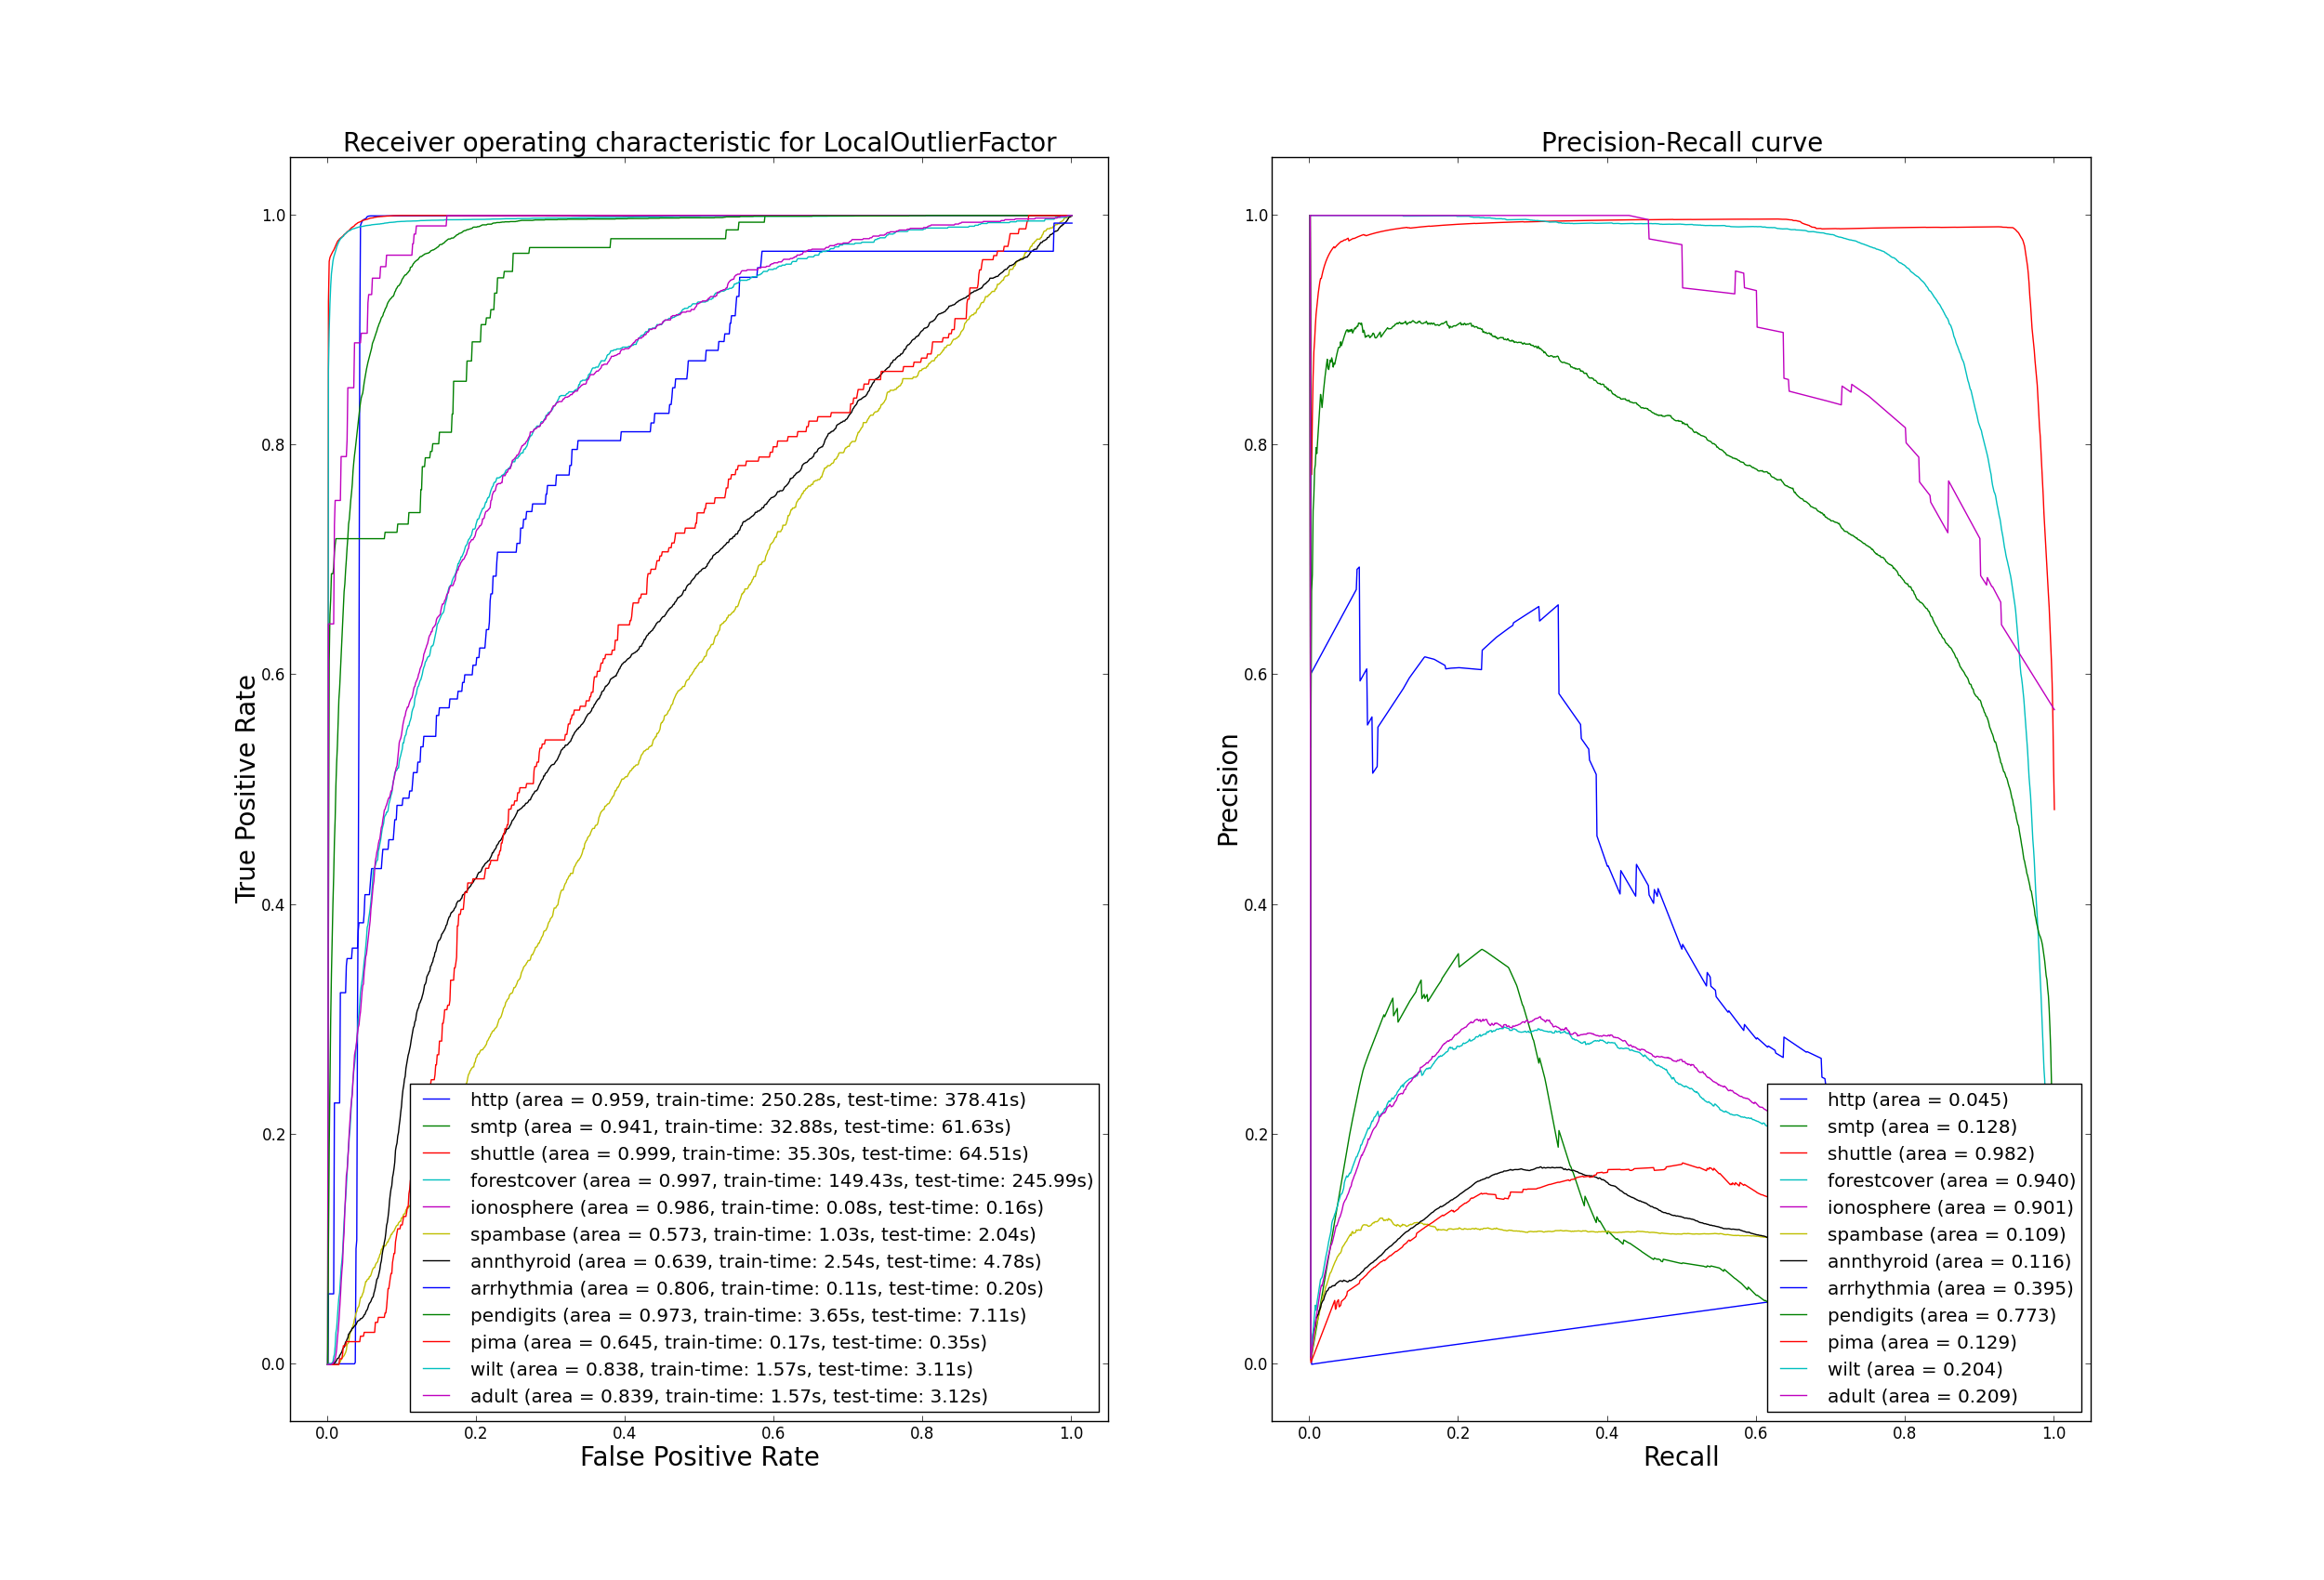 Receiver operating characteristic for LocalOutlierFactor
1.0
0.8
0.6
0.4
0.2
0.0
True Positive Rate
http (area = 0.959, train-time: 250.28s, test-time: 378.41s)
smtp (area = 0.941, train-time: 32.88s, test-time: 61.63s)
shuttle (area = 0.999, train-time: 35.30s, test-time: 64.51s)
forestcover (area = 0.997, train-time: 149.43s, test-time: 245.99s)
ionosphere (area = 0.986, train-time: 0.08s, test-time: 0.16s)
spambase (area = 0.573, train-time: 1.03s, test-time: 2.04s)
annthyroid (area = 0.639, train-time: 2.54s, test-time: 4.78s)
arrhythmia (area = 0.806, train-time: 0.11s, test-time: 0.20s)
pendigits (area = 0.973, train-time: 3.65s, test-time: 7.11s)
pima (area = 0.645, train-time: 0.17s, test-time: 0.35s)
wilt (area = 0.838, train-time: 1.57s, test-time: 3.11s)
adult (area = 0.839, train-time: 1.57s, test-time: 3.12s)
0.0 0.2 0.4 0.6 0.8 1.0
False Positive Rate
Precision-Recall curve
1.0
0.8
0.6
0.4
0.2
0.0
Precision
http (area = 0.045)
smtp (area = 0.128)
shuttle (area = 0.982)
forestcover (area = 0.940)
ionosphere (area = 0.901)
spambase (area = 0.109)
annthyroid (area = 0.116)
arrhythmia (area = 0.395)
pendigits (area = 0.773)
pima (area = 0.129)
wilt (area = 0.204)
adult (area = 0.209)
0.0 0.2 0.4 0.6 0.8 1.0
Recall